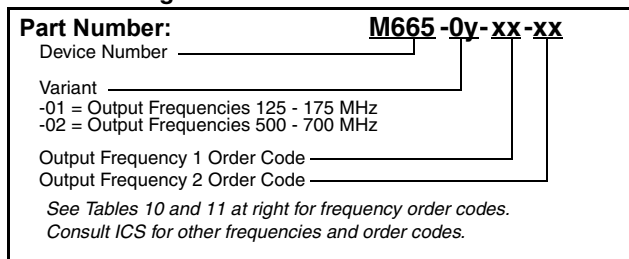 Part Number: M665-0y-xx-xx
Device Number
Variant
-01 = Output Frequencies 125 - 175 MHz
-02 = Output Frequencies 500 - 700 MHz
Output Frequency 1 Order Code
Output Frequency 2 Order Code
See Tables 10 and 11 at right for frequency order codes.
Consult ICS for other frequencies and order codes.